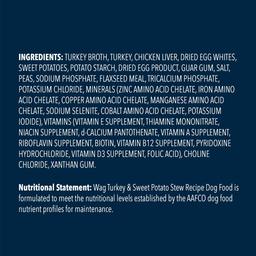 INGREDIENTS: TURKEY BROTH, TURKEY, CHICKEN LIVER, DRIED EGG WHITES,
SWEET POTATOES, POTATO STARCH, DRIED EGG PRODUCT, GUAR GUM, SALT,
PEAS, SODIUM PHOSPHATE, FLAXSEED MEAL, TRICALCIUM PHOSPHATE,
POTASSIUM CHLORIDE, MINERALS (ZINC AMINO ACID CHELATE, IRON AMINO
ACID CHELATE, COPPER AMINO ACID CHELATE, MANGANESE AMINO ACID
CHELATE, SODIUM SELENITE, COBALT AMINO ACID CHELATE, POTASSIUM
IODIDE), VITAMINS (VITAMIN E SUPPLEMENT, THIAMINE MONONITRATE,
NIACIN SUPPLEMENT, d-CALCIUM PANTOTHENATE, VITAMIN A SUPPLEMENT,
RIBOFLAVIN SUPPLEMENT, BIOTIN, VITAMIN B12 SUPPLEMENT, PYRIDOXINE
HYDROCHLORIDE, VITAMIN D3 SUPPLEMENT, FOLIC ACID), CHOLINE
CHLORIDE, XANTHAN GUM.
Nutritional Statement: Wag Turkey & Sweet Potato Stew Recipe Dog Food is
formulated to meet the nutritional levels established by the AAFCO dog food
nutrient profiles for maintenance.